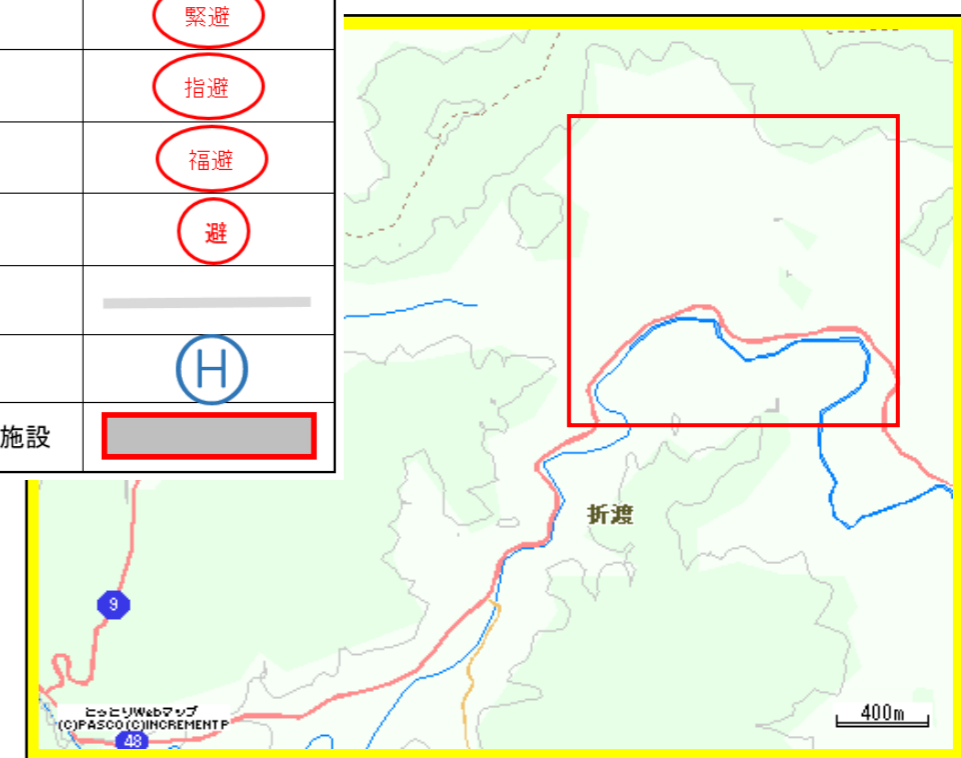 緊避
指避
福避
避
H
施設
折渡
9
とっとりWebマップ
(C)PASCO(C)INCREMENTP
48
400m